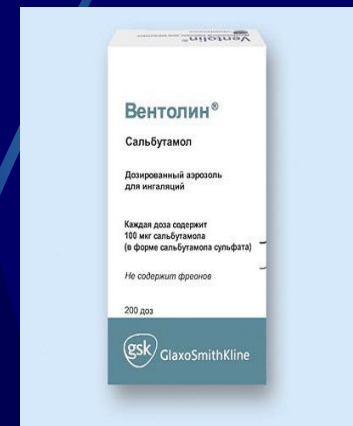 Ventolin®
Вентолин®
Сальбутамол
Дозированный аэрозоль
для ингаляций
Каждая доза содержит
100 мкг сальбутамола
(в форме сальбутамола сульфата)
Не содержит фреонов
200 доз
gsk GlaxoSmithKline